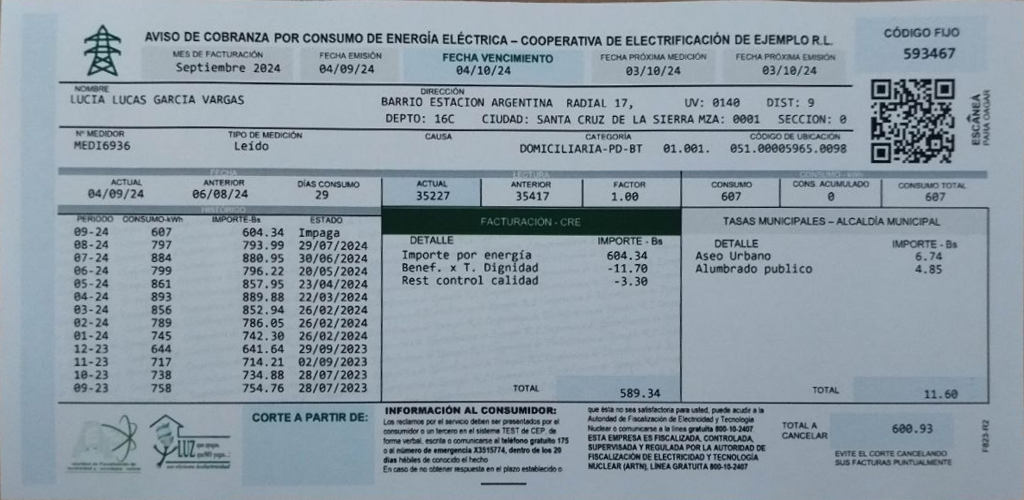 AVISO DE COBRANZA POR CONSUMO DE ENERGÍA ELÉCTRICA – COOPERATIVA DE ELECTRIFICACIÓN DE EJEMPLO R.L.
CÓDIGO FIJO
593467
MES DE FACTURACIÓN FECHA EMISIÓN FECHA VENCIMIENTO FECHA PRÓXIMA MEDICIÓN FECHA PRÓXIMA EMISIÓN
Septiembre 2024 04/09/24 04/10/24 03/10/24 03/10/24
NOMBRE DIRECCIÓN
LUCIA LUCAS GARCIA VARGAS BARRIO ESTACION ARGENTINA RADIAL 17, UV: 0140 DIST: 9
DEPTO: 16C CIUDAD: SANTA CRUZ DE LA SIERRA MZA: 0001 SECCION: 0
ESCANÉA
PARA PAGAR
Nº MEDIDOR TIPO DE MEDICIÓN CAUSA CATEGORÍA CÓDIGO DE UBICACIÓN
MEDI6936 Leído DOMICILIARIA-PD-BT 01.001. 051.00005965.0098
FECHA LECTURA CONSUMO - kWh
ACTUAL ANTERIOR DÍAS CONSUMO ACTUAL ANTERIOR FACTOR CONSUMO CONS. ACUMULADO CONSUMO TOTAL
04/09/24 06/08/24 29 35227 35417 1.00 607 0 607
HISTÓRICO
PERIODO CONSUMO-kWh IMPORTE-Bs ESTADO
09-24 607 604.34 Impaga
08-24 797 793.99 29/07/2024
07-24 884 880.95 30/06/2024
06-24 799 796.22 20/05/2024
05-24 861 857.95 23/04/2024
04-24 893 889.88 22/03/2024
03-24 856 852.94 26/02/2024
02-24 789 786.05 26/02/2024
01-24 745 742.30 26/02/2024
12-23 644 641.64 29/09/2023
11-23 717 714.21 02/09/2023
10-23 738 734.88 28/07/2023
09-23 758 754.76 28/07/2023
FACTURACIÓN - CRE
DETALLE IMPORTE - Bs
Importe por energía 604.34
Benef. x T. Dignidad -11.70
Rest control calidad -3.30
TOTAL 589.34
TASAS MUNICIPALES – ALCALDÍA MUNICIPAL
DETALLE IMPORTE - Bs
Aseo Urbano 6.74
Alumbrado publico 4.85
TOTAL 11.60
LUZ
CORTE A PARTIR DE:
INFORMACIÓN AL CONSUMIDOR:
Los reclamos por el servicio deben ser presentados por el
consumidor o un tercero en el sistema TEST de CEP, de
forma verbal, escrita o comunicarse al teléfono gratuito 175
o al número de emergencia X3515774, dentro de los 20
días hébiles de conocido el hecho
En caso de no obtener respuesta en el plazo establecido o
que ésta no sea satisfactoria para usted, puede acudir a la
Autoridad de Fiscalización de Electricidad y Tecnología
Nuclear o comunicarse a la línea gratuita 800-10-2407
ESTA EMPRESA ES FISCALIZADA, CONTROLADA,
SUPERVISADA Y REGULADA POR LA AUTORIDAD DE
FISCALIZACIÓN DE ELECTRICIDAD Y TECNOLOGÍA
NUCLEAR (ARTN), LÍNEA GRATUITA 800-10-2407
TOTAL A
CANCELAR 600.93
EVITE EL CORTE CANCELANDO
SUS FACTURAS PUNTUALMENTE
F823-R2